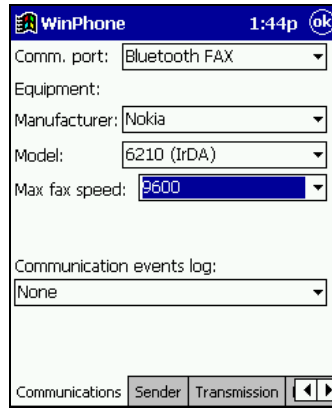 WinPhone 1:44p ok
Comm. port: Bluetooth FAX
Equipment:
Manufacturer: Nokia
Model: 6210 (IrDA)
Max fax speed: 9600
Communication events log:
None
Communications Sender Transmission